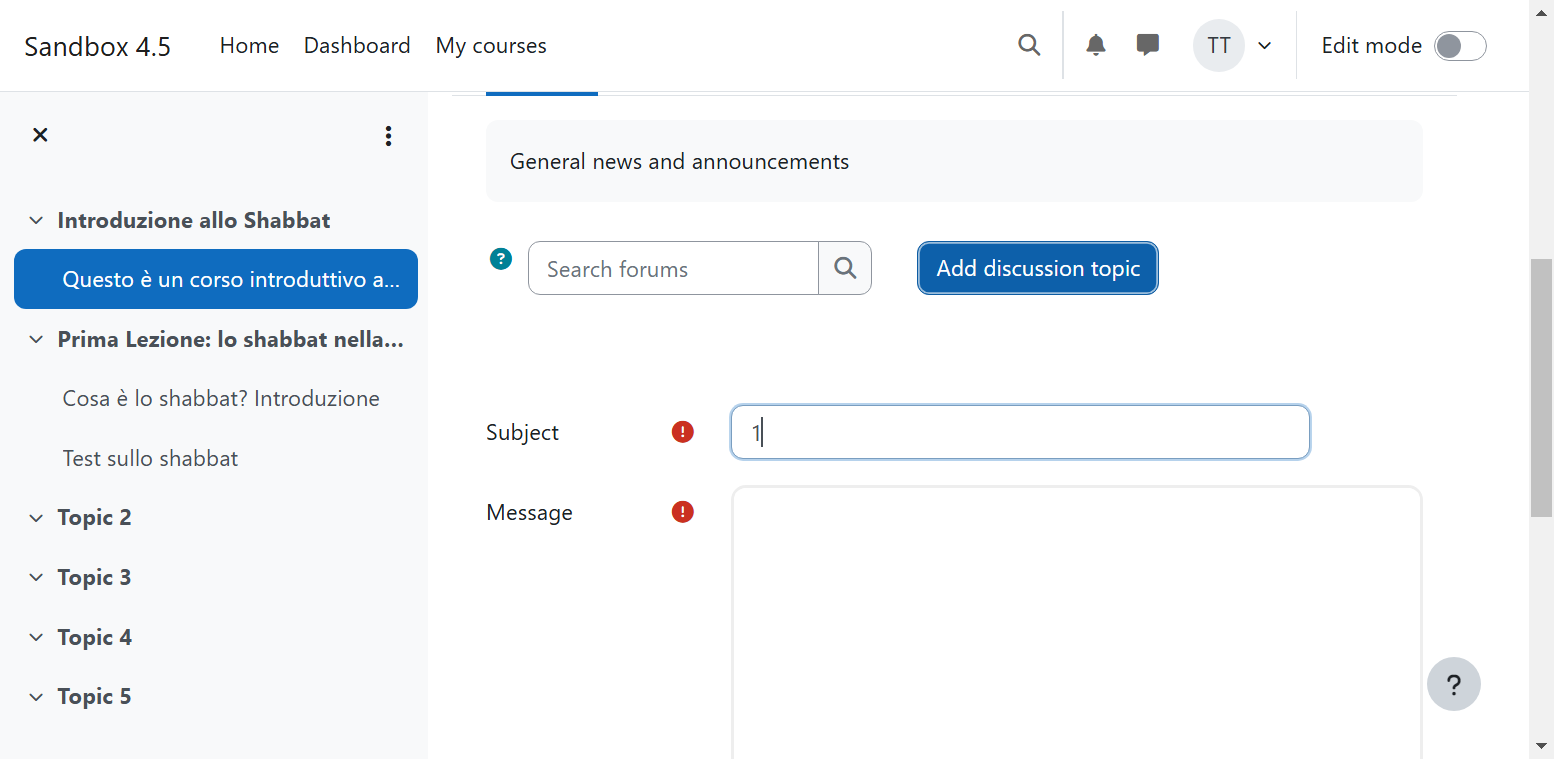 Sandbox 4.5 Home Dashboard My courses TT Edit mode
Introduzione allo Shabbat
Questo è un corso introduttivo a...
Prima Lezione: lo shabbat nella...
Cosa è lo shabbat? Introduzione
Test sullo shabbat
Topic 2
Topic 3
Topic 4
Topic 5
General news and announcements
? Search forums Add discussion topic
Subject ! 1
Message !
?